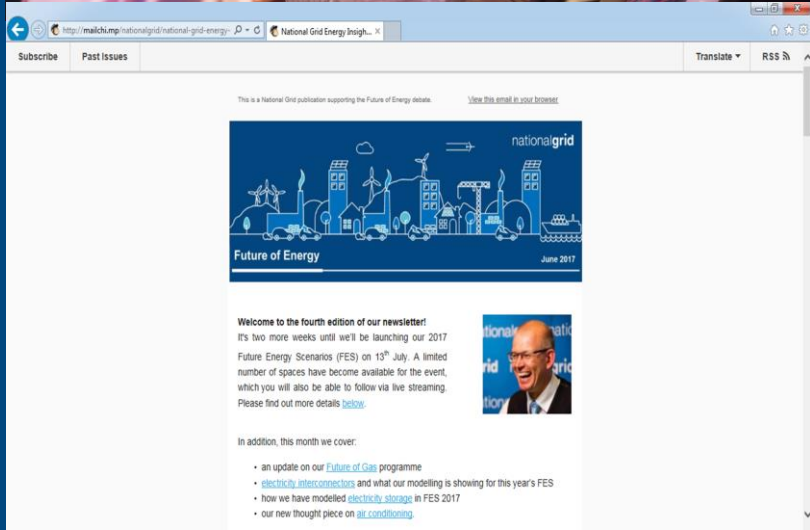 http://mailchi.mp/nationalgrid/national-grid-energy-
National Grid Energy Insigh...
Subscribe
Past Issues
Translate
RSS
This is a National Grid publication supporting the Future of Energy debate.
View this email in your browser
nationalgrid
Future of Energy
June 2017
Welcome to the fourth edition of our newsletter!
It's two more weeks until we'll be launching our 2017
Future Energy Scenarios (FES) on 13th July. A limited
number of spaces have become available for the event,
which you will also be able to follow via live streaming.
Please find out more details below.
In addition, this month we cover:
• an update on our Future of Gas programme
• electricity interconnectors and what our modelling is showing for this year's FES
• how we have modelled electricity storage in FES 2017
• our new thought piece on air conditioning.